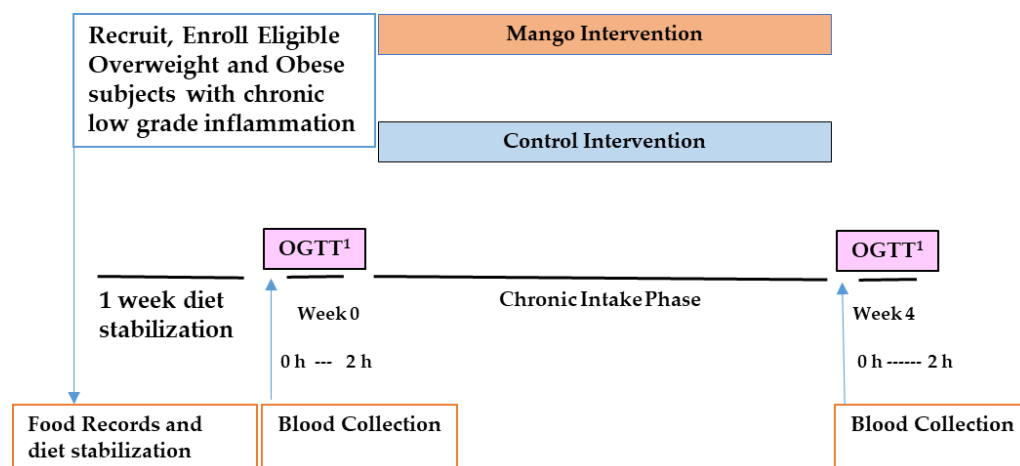 Recruit, Enroll Eligible
Overweight and Obese
subjects with chronic
low grade inflammation
Mango Intervention
Control Intervention
OGTT¹
OGTT¹
1 week diet
stabilization
Chronic Intake Phase
Week 0
Week 4
0 h --- 2 h
0 h ------ 2 h
Food Records and
diet stabilization
Blood Collection
Blood Collection